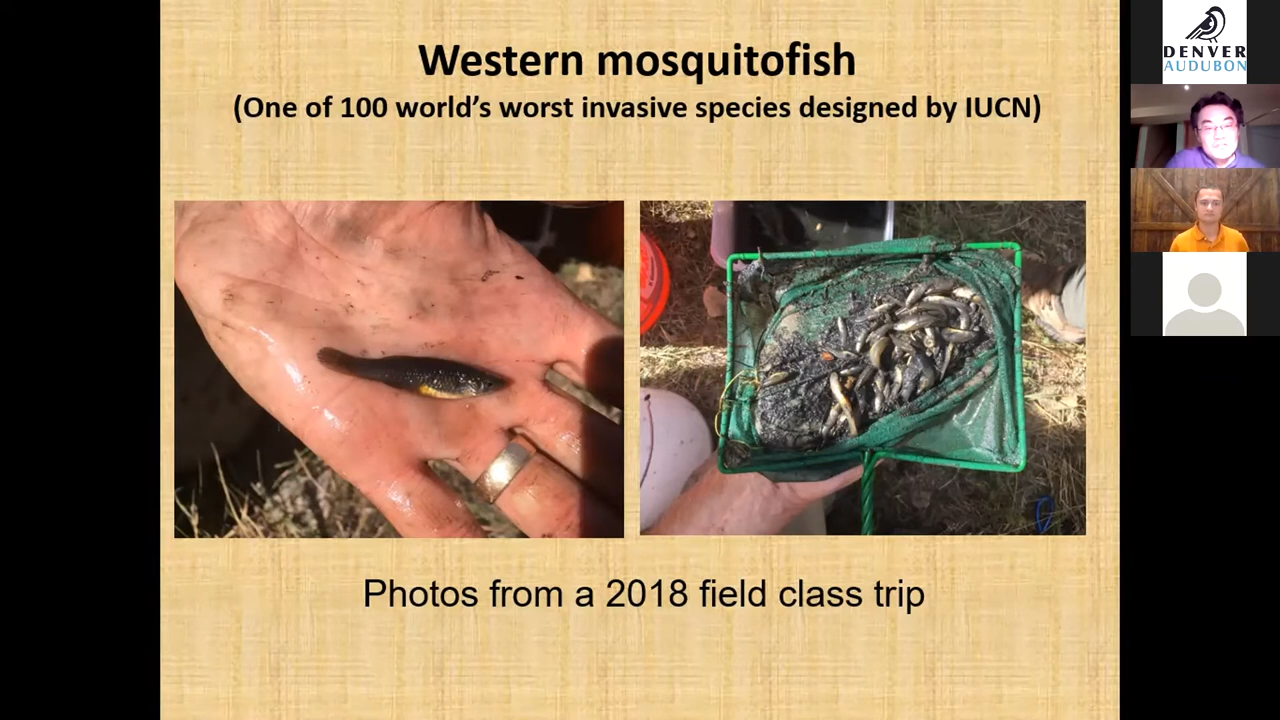 Western mosquitofish
(One of 100 world's worst invasive species designed by IUCN)
Photos from a 2018 field class trip
DENVER
AUDUBON